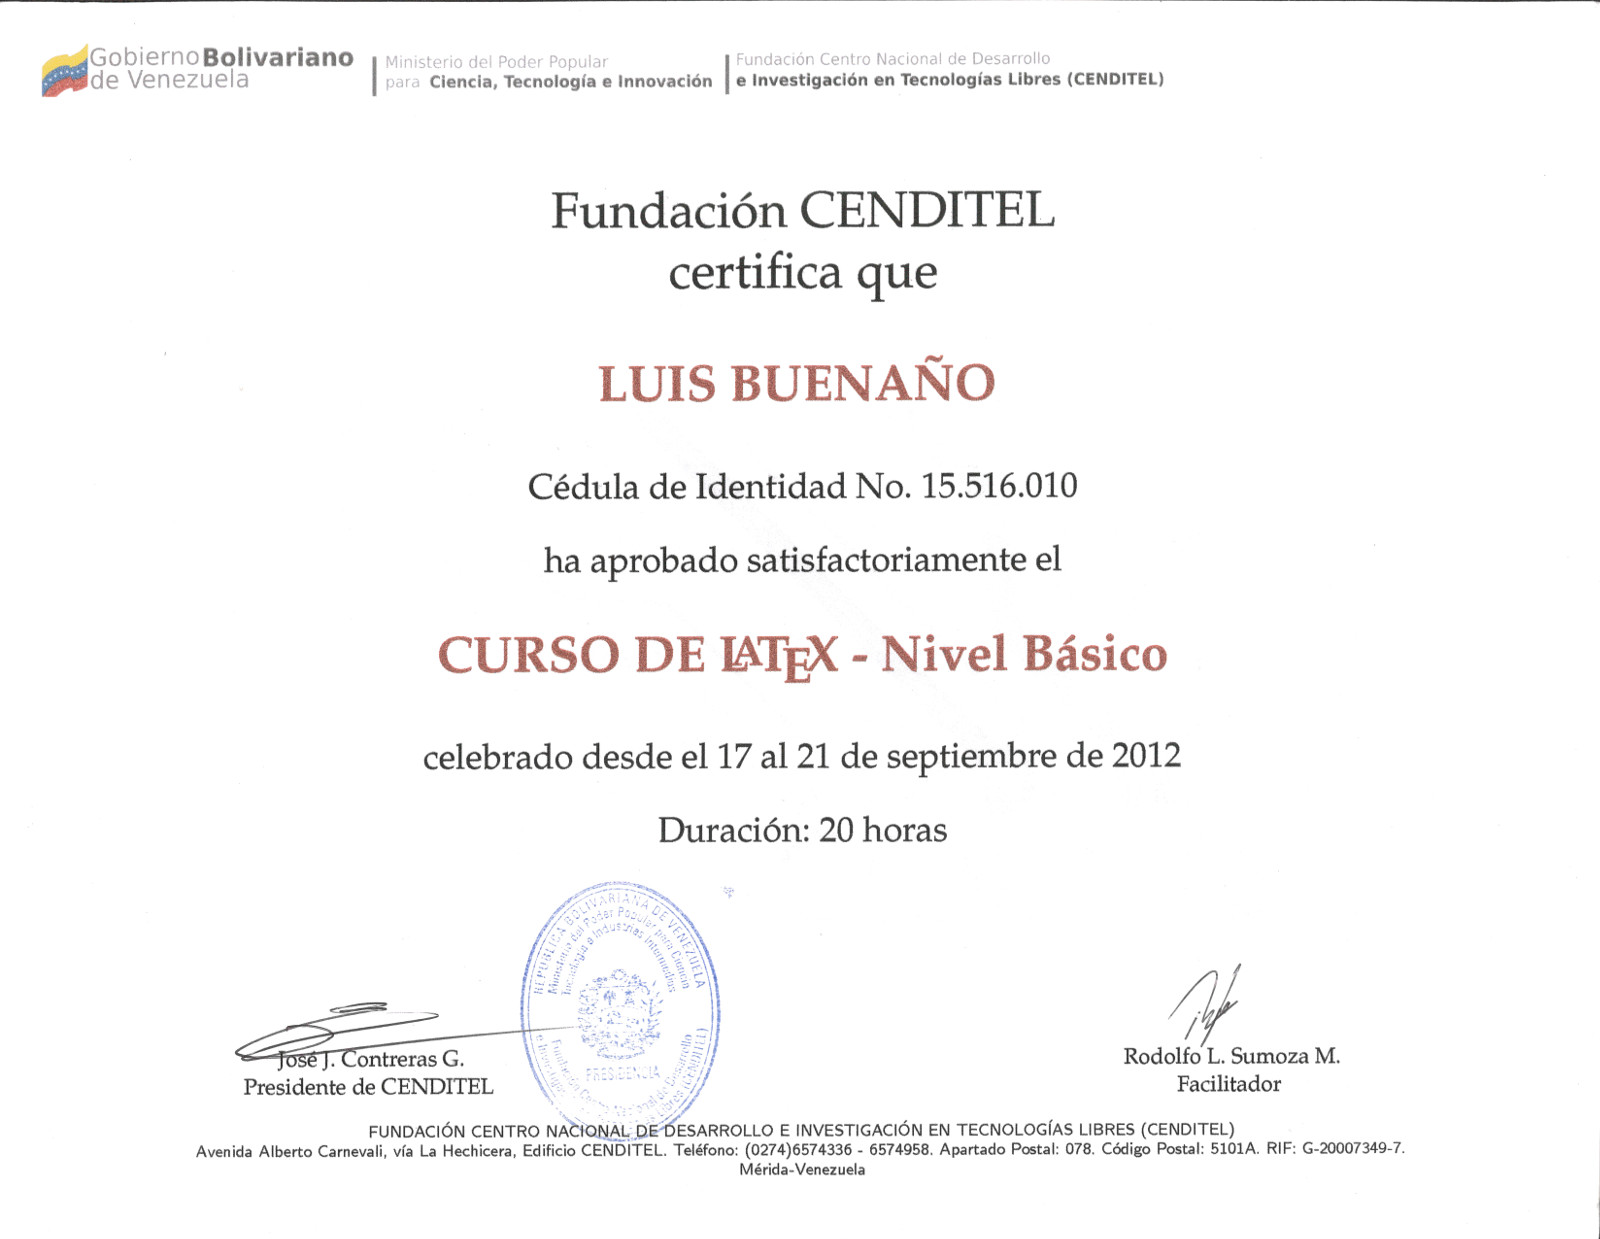 Gobierno Bolivariano
de Venezuela
Ministerio del Poder Popular
para Ciencia, Tecnología e Innovación
Fundación Centro Nacional de Desarrollo
e Investigación en Tecnologías Libres (CENDITEL)
Fundación CENDITEL
certifica que
LUIS BUENAÑO
Cédula de Identidad No. 15.516.010
ha aprobado satisfactoriamente el
CURSO DE LATEX - Nivel Básico
celebrado desde el 17 al 21 de septiembre de 2012
Duración: 20 horas
REPUBLICA BOLIVARIANA DE VENEZUELA
Ministerio del Poder Popular para Ciencia
Tecnología e Industrias Intermedias
PRESIDENCIA
Fundación Centro Nacional de Desarrollo
Libres (CENDITEL)
José J. Contreras G.
Presidente de CENDITEL
Rodolfo L. Sumoza M.
Facilitador
FUNDACIÓN CENTRO NACIONAL DE DESARROLLO E INVESTIGACIÓN EN TECNOLOGÍAS LIBRES (CENDITEL)
Avenida Alberto Carnevali, vía La Hechicera, Edificio CENDITEL. Teléfono: (0274)6574336 - 6574958. Apartado Postal: 078. Código Postal: 5101A. RIF: G-20007349-7.
Mérida-Venezuela